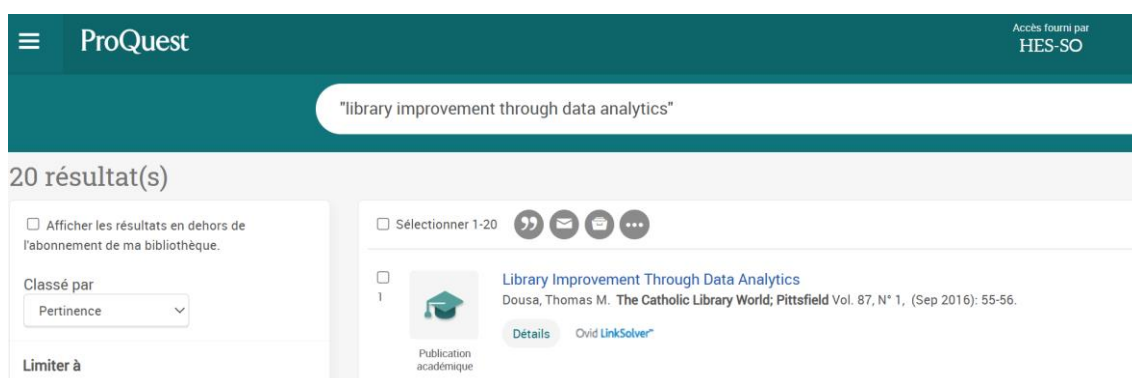 ProQuest
Accès fourni par
HES-SO
"library improvement through data analytics"
20 résultat(s)
Afficher les résultats en dehors de
l'abonnement de ma bibliothèque.
Classé par
Pertinence
Limiter à
Sélectionner 1-20
1
Library Improvement Through Data Analytics
Dousa, Thomas M. The Catholic Library World; Pittsfield Vol. 87, N° 1, (Sep 2016): 55-56.
Détails Ovid LinkSolver™
Publication
académique